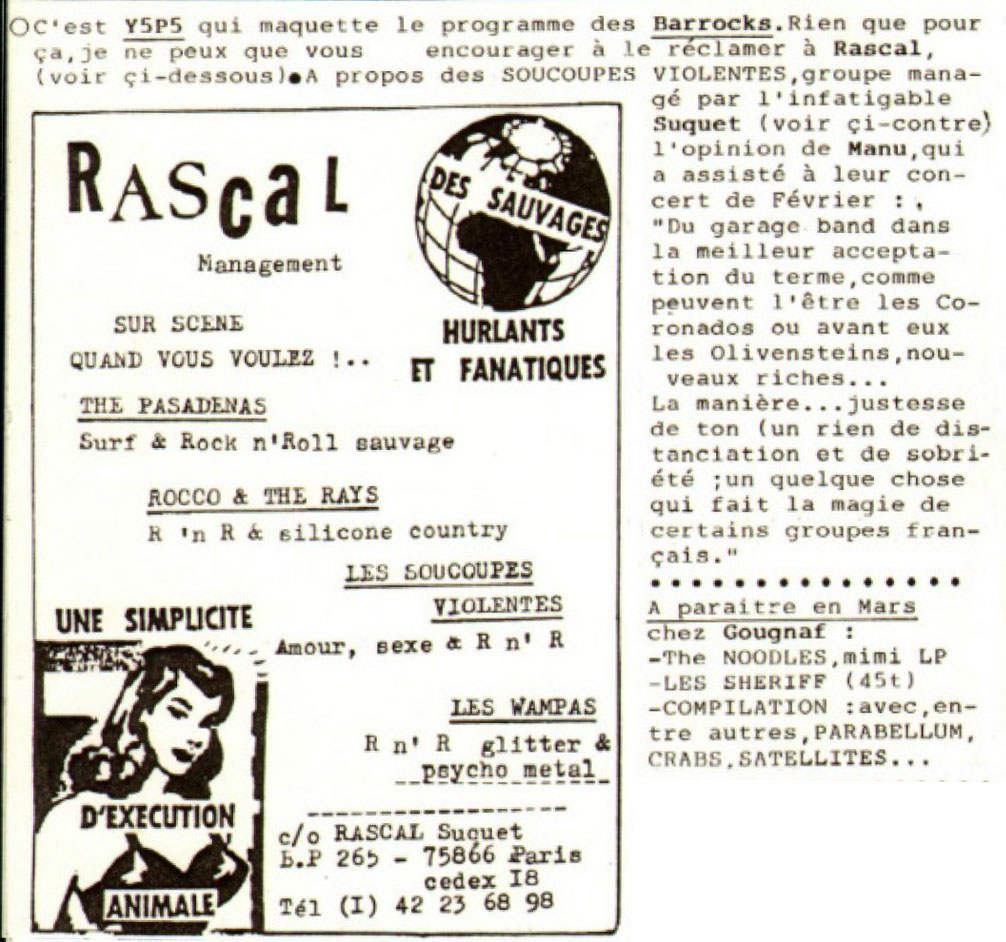 OC'est Y5P5 qui maquette le programme des Barrocks.Rien que pour
ça,je ne peux que vous encourager à le réclamer à Rascal,
(voir çi-dessous)●A propos des SOUCOUPES VIOLENTES,groupe mana-
gé par l'infatigable
Suquet (voir çi-contre)
l'opinion de Manu,qui
a assisté à leur con-
cert de Février :
"Du garage band dans
la meilleur accepta-
tion du terme,comme
peuvent l'être les Co-
ronados ou avant eux
les Olivensteins,nou-
veaux riches...
La manière...justesse
de ton (un rien de dis-
tanciation et de sobri-
été ;un quelque chose
qui fait la magie de
certains groupes fran-
çais."
A paraitre en Mars
chez Gougnaf :
-The NOODLES,mimi LP
-LES SHERIFF (45t)
-COMPILATION :avec,en-
tre autres,PARABELLUM,
CRABS,SATELLITES...
RAScaL
Management
DES SAUVAGES
HURLANTS
ET FANATIQUES
SUR SCENE
QUAND VOUS VOULEZ !..
THE PASADENAS
Surf & Rock n'Roll sauvage
ROCCO & THE RAYS
R 'n R & silicone country
LES SOUCOUPES
VIOLENTES
Amour, sexe & R n' R
LES WAMPAS
R n' R glitter &
psycho metal
UNE SIMPLICITE
D'EXECUTION
ANIMALE
c/o RASCAL Suquet
B.P 265 - 75866 Paris
cedex I8
Tél (I) 42 23 68 98